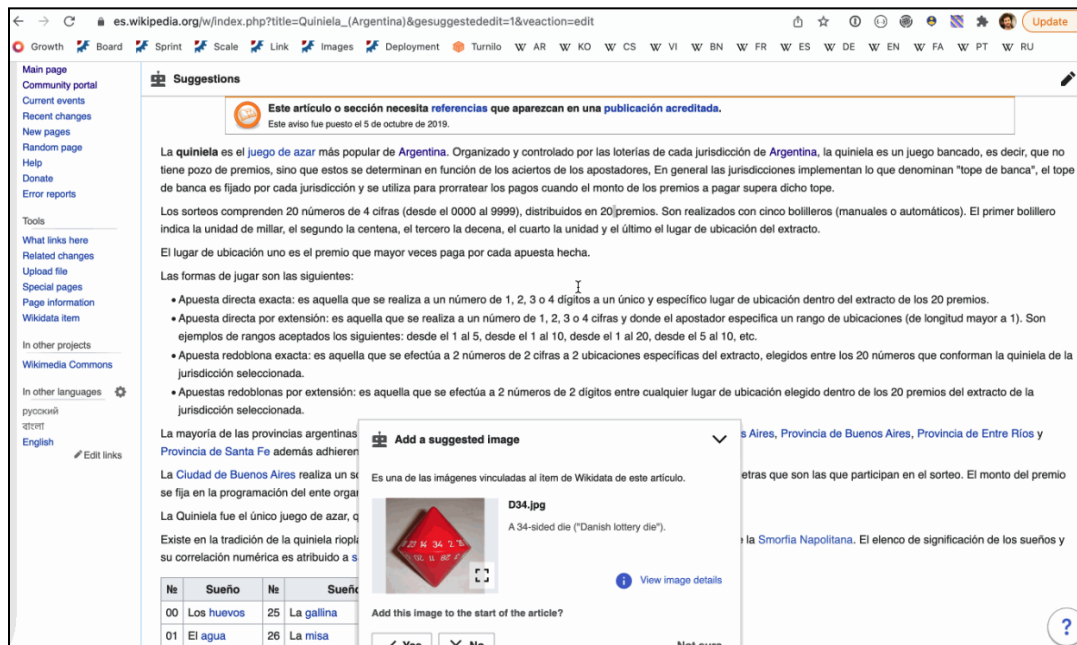 es.wikipedia.org/w/index.php?title=Quiniela_(Argentina)&gesuggestededit=1&veaction=edit
Update
Growth Board Sprint Scale Link Images Deployment Turnilo W AR W KO W CS W VI W BN W FR W ES W DE W EN W FA W PT W RU
Main page
Community portal
Current events
Recent changes
New pages
Random page
Help
Donate
Error reports
Tools
What links here
Related changes
Upload file
Special pages
Page information
Wikidata item
In other projects
Wikimedia Commons
In other languages
русский
বাংলা
English
Edit links
Suggestions
Este artículo o sección necesita referencias que aparezcan en una publicación acreditada.
Este aviso fue puesto el 5 de octubre de 2019.
La quiniela es el juego de azar más popular de Argentina. Organizado y controlado por las loterías de cada jurisdicción de Argentina, la quiniela es un juego bancado, es decir, que no
tiene pozo de premios, sino que estos se determinan en función de los aciertos de los apostadores, En general las jurisdicciones implementan lo que denominan "tope de banca", el tope
de banca es fijado por cada jurisdicción y se utiliza para prorratear los pagos cuando el monto de los premios a pagar supera dicho tope.
Los sorteos comprenden 20 números de 4 cifras (desde el 0000 al 9999), distribuidos en 20 premios. Son realizados con cinco bolilleros (manuales o automáticos). El primer bolillero
indica la unidad de millar, el segundo la centena, el tercero la decena, el cuarto la unidad y el último el lugar de ubicación del extracto.
El lugar de ubicación uno es el premio que mayor veces paga por cada apuesta hecha.
Las formas de jugar son las siguientes:
• Apuesta directa exacta: es aquella que se realiza a un número de 1, 2, 3 o 4 dígitos a un único y específico lugar de ubicación dentro del extracto de los 20 premios.
• Apuesta directa por extensión: es aquella que se realiza a un número de 1, 2, 3 o 4 cifras y donde el apostador especifica un rango de ubicaciones (de longitud mayor a 1). Son
ejemplos de rangos aceptados los siguientes: desde el 1 al 5, desde el 1 al 10, desde el 1 al 20, desde el 5 al 10, etc.
• Apuesta redoblona exacta: es aquella que se efectúa a 2 números de 2 cifras a 2 ubicaciones específicas del extracto, elegidos entre los 20 números que conforman la quiniela de la
jurisdicción seleccionada.
• Apuestas redoblonas por extensión: es aquella que se efectúa a 2 números de 2 dígitos entre cualquier lugar de ubicación elegido dentro de los 20 premios del extracto de la
jurisdicción seleccionada.
La mayoría de las provincias argentinas s Aires, Provincia de Buenos Aires, Provincia de Entre Ríos y
Provincia de Santa Fe además adhieren
La Ciudad de Buenos Aires realiza un so etras que son las que participan en el sorteo. El monto del premio
se fija en la programación del ente orga
La Quiniela fue el único juego de azar, q
Existe en la tradición de la quiniela riopla e la Smorfia Napolitana. El elenco de significación de los sueños y
su correlación numérica es atribuido a s
№ Sueño № Sueño
00 Los huevos 25 La gallina
01 El agua 26 La misa
Add a suggested image
Es una de las imágenes vinculadas al ítem de Wikidata de este artículo.
D34.jpg
A 34-sided die ("Danish lottery die").
View image details
Add this image to the start of the article?
Yes No Not sure
?